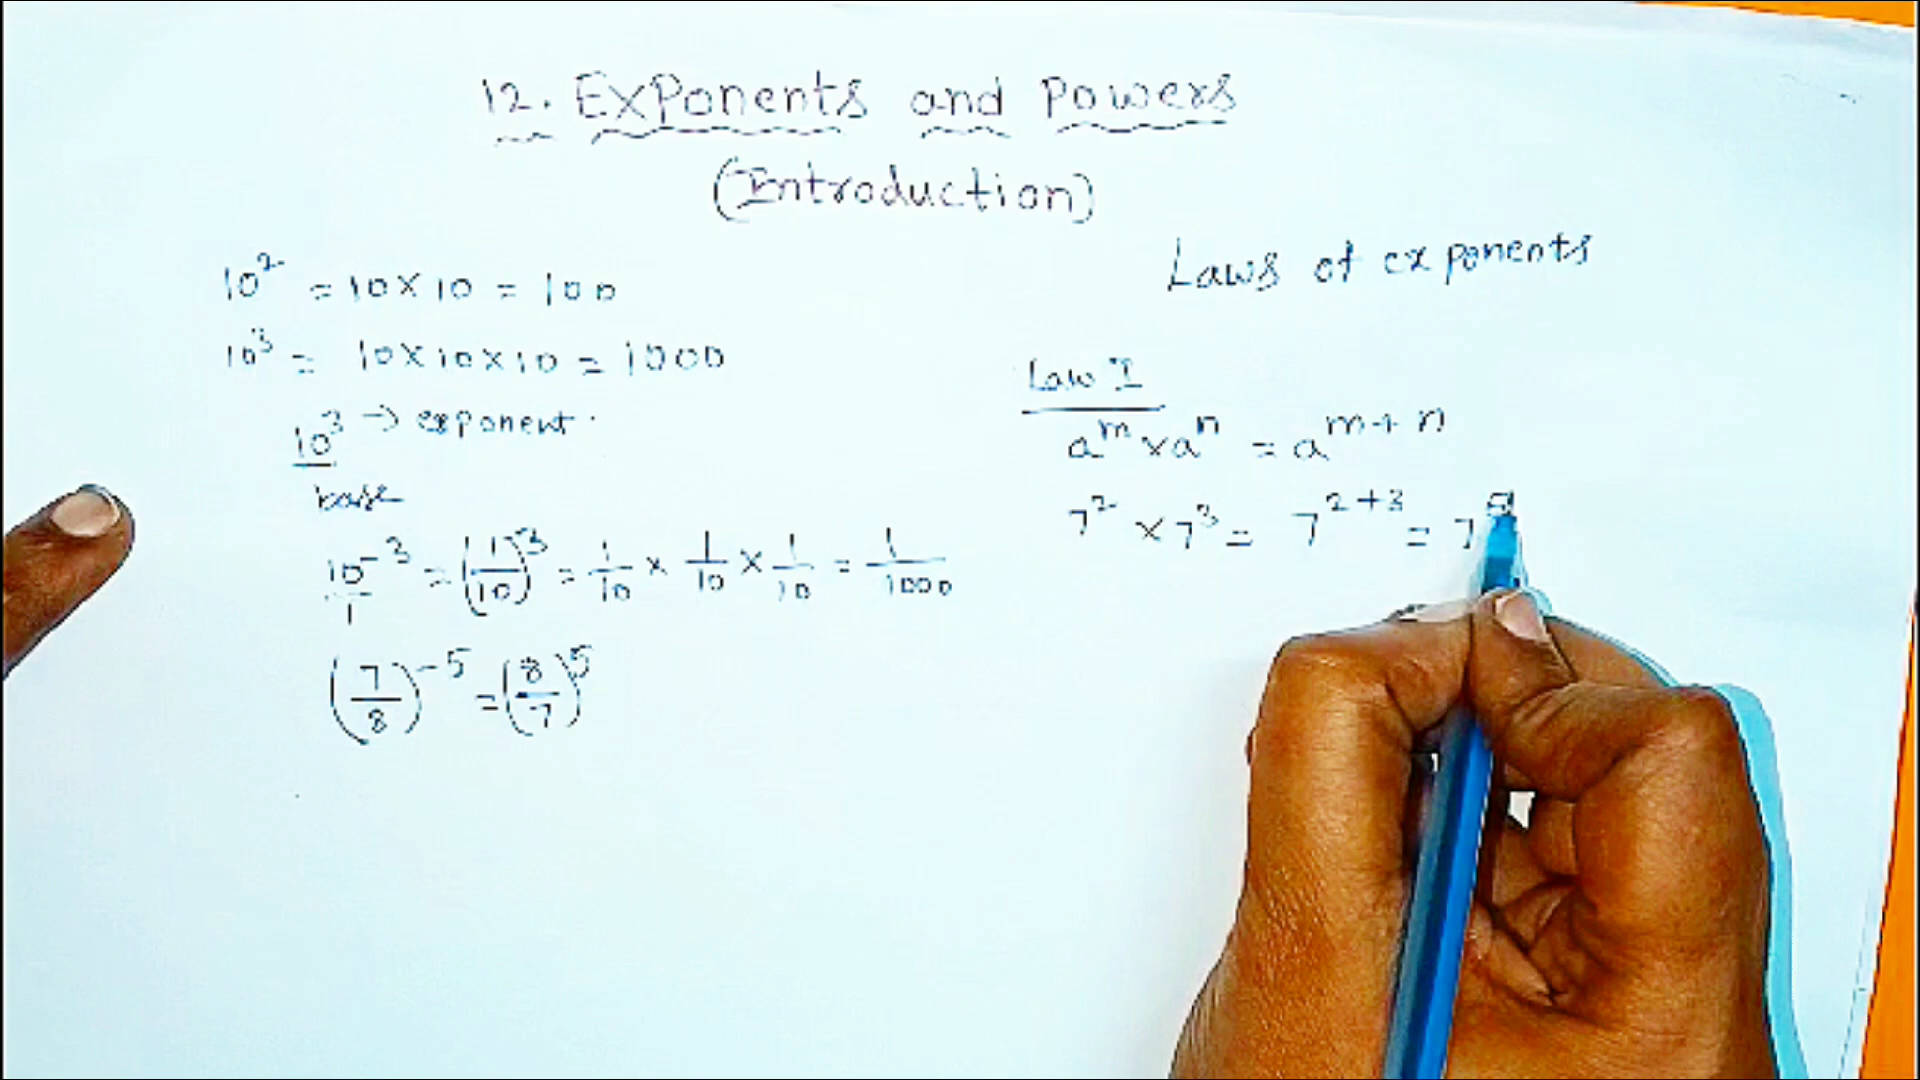 12. Exponents and Powers
(Introduction)
10² = 10 × 10 = 100
10³ = 10 × 10 × 10 = 1000
10³ → exponent.
base
10⁻³/1 = (1/10)³ = 1/10 × 1/10 × 1/10 = 1/1000
(7/8)⁻⁵ = (8/7)⁵
Laws of exponents
Law I
aᵐ × aⁿ = aᵐ⁺ⁿ
7² × 7³ = 7²⁺³ = 7